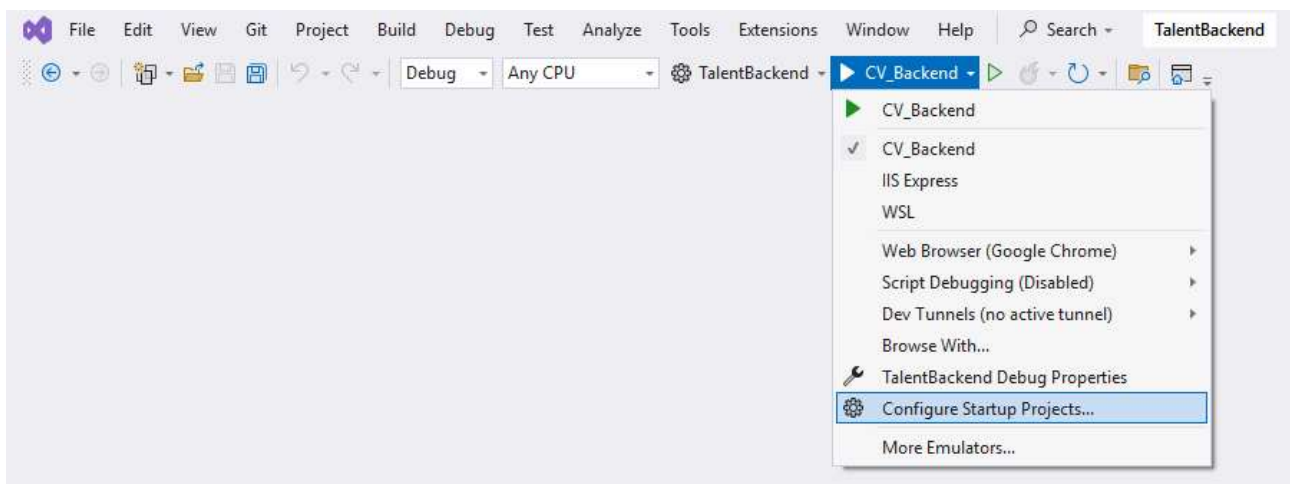 File Edit View Git Project Build Debug Test Analyze Tools Extensions Window Help Search TalentBackend
Debug Any CPU TalentBackend CV_Backend
CV_Backend
CV_Backend
IIS Express
WSL
Web Browser (Google Chrome)
Script Debugging (Disabled)
Dev Tunnels (no active tunnel)
Browse With...
TalentBackend Debug Properties
Configure Startup Projects...
More Emulators...